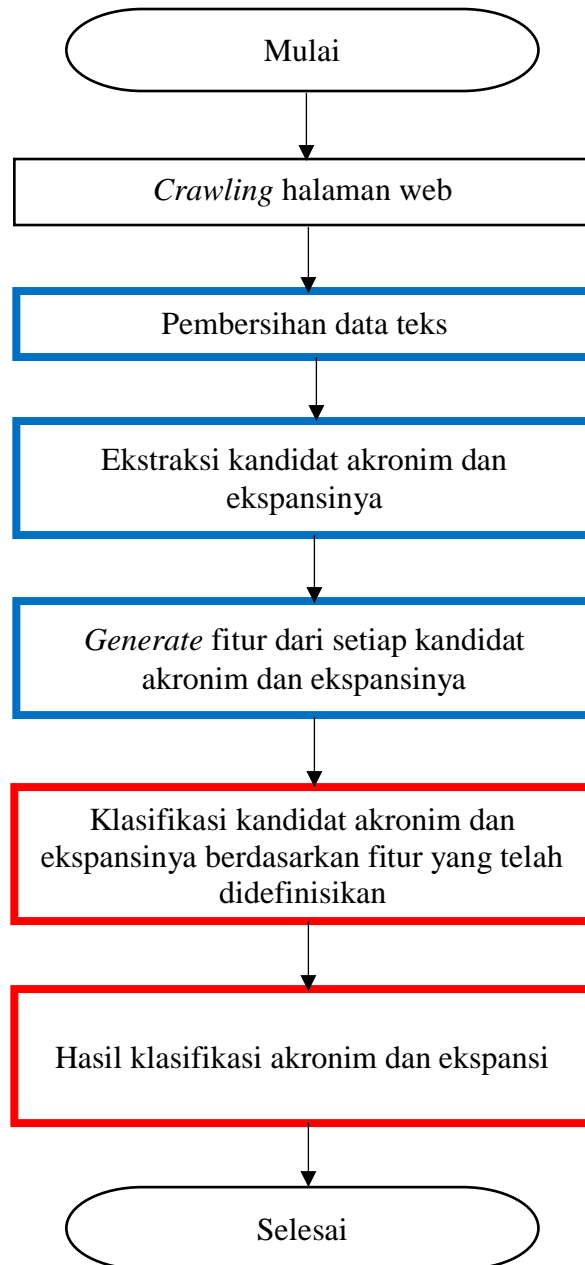 Mulai
Crawling halaman web
Pembersihan data teks
Ekstraksi kandidat akronim dan
ekspansinya
Generate fitur dari setiap kandidat
akronim dan ekspansinya
Klasifikasi kandidat akronim dan
ekspansinya berdasarkan fitur yang telah
didefinisikan
Hasil klasifikasi akronim dan ekspansi
Selesai